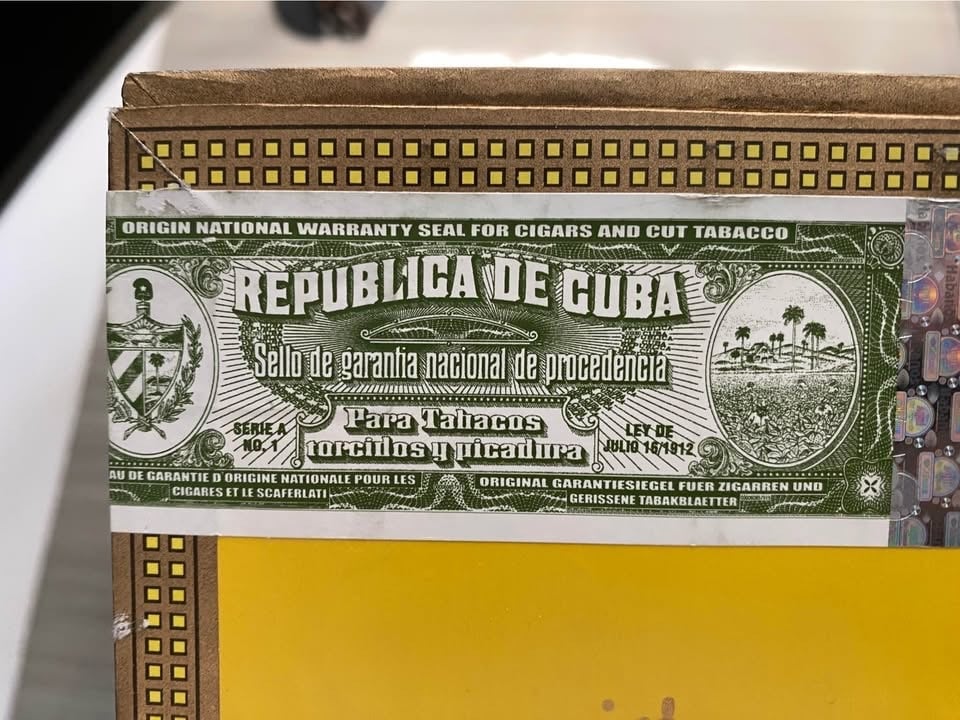 ORIGIN NATIONAL WARRANTY SEAL FOR CIGARS AND CUT TABACCO
REPUBLICA DE CUBA
Sello de garantia nacional de procedencia
Para Tabacos
torcidos y picadura
SERIE A
NO. 1
LEY DE
JULIO 16/1912
AU DE GARANTIE D'ORIGINE NATIONALE POUR LES
CIGARES ET LE SCAFERLATI
ORIGINAL GARANTIESIEGEL FUER ZIGARREN UND
GERISSENE TABAKBLAETTER